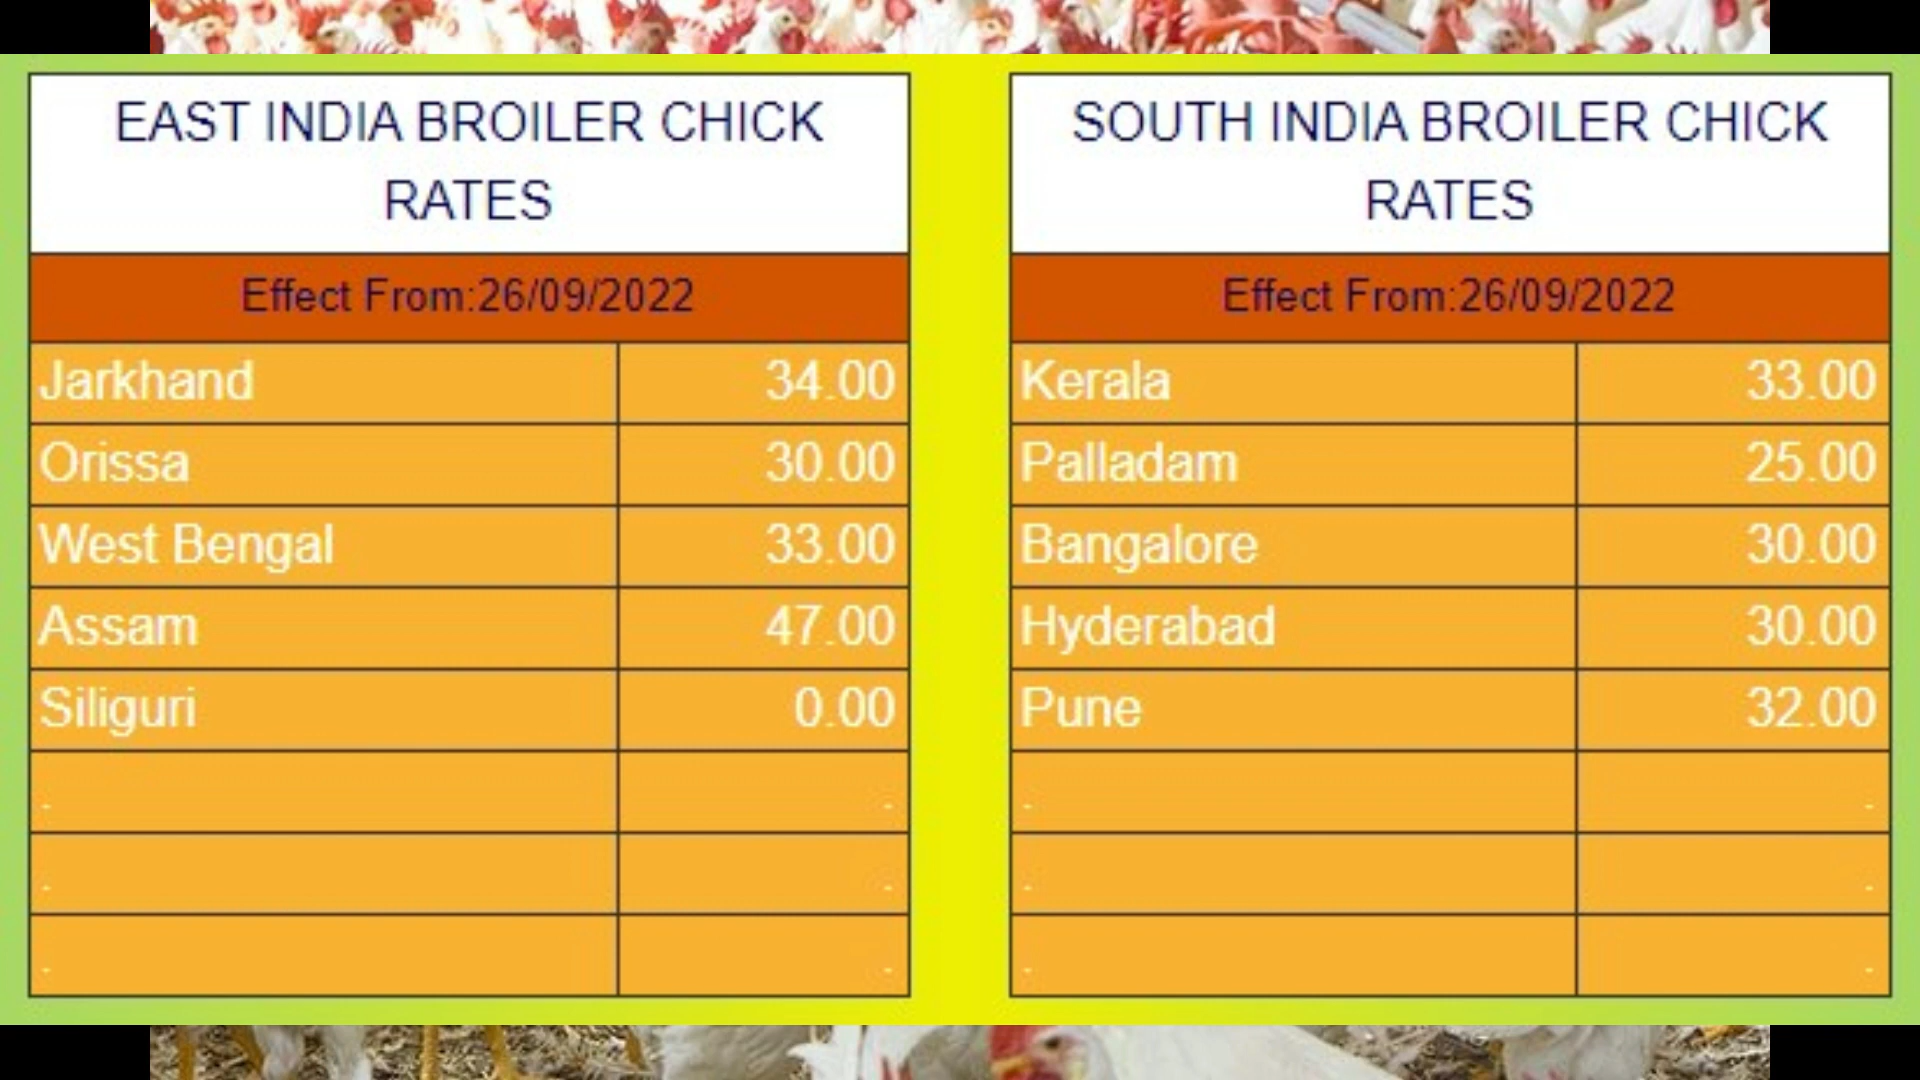 EAST INDIA BROILER CHICK
RATES
Effect From:26/09/2022
Jarkhand 34.00
Orissa 30.00
West Bengal 33.00
Assam 47.00
Siliguri 0.00
- -
- -
- -
SOUTH INDIA BROILER CHICK
RATES
Effect From:26/09/2022
Kerala 33.00
Palladam 25.00
Bangalore 30.00
Hyderabad 30.00
Pune 32.00
- -
- -
- -